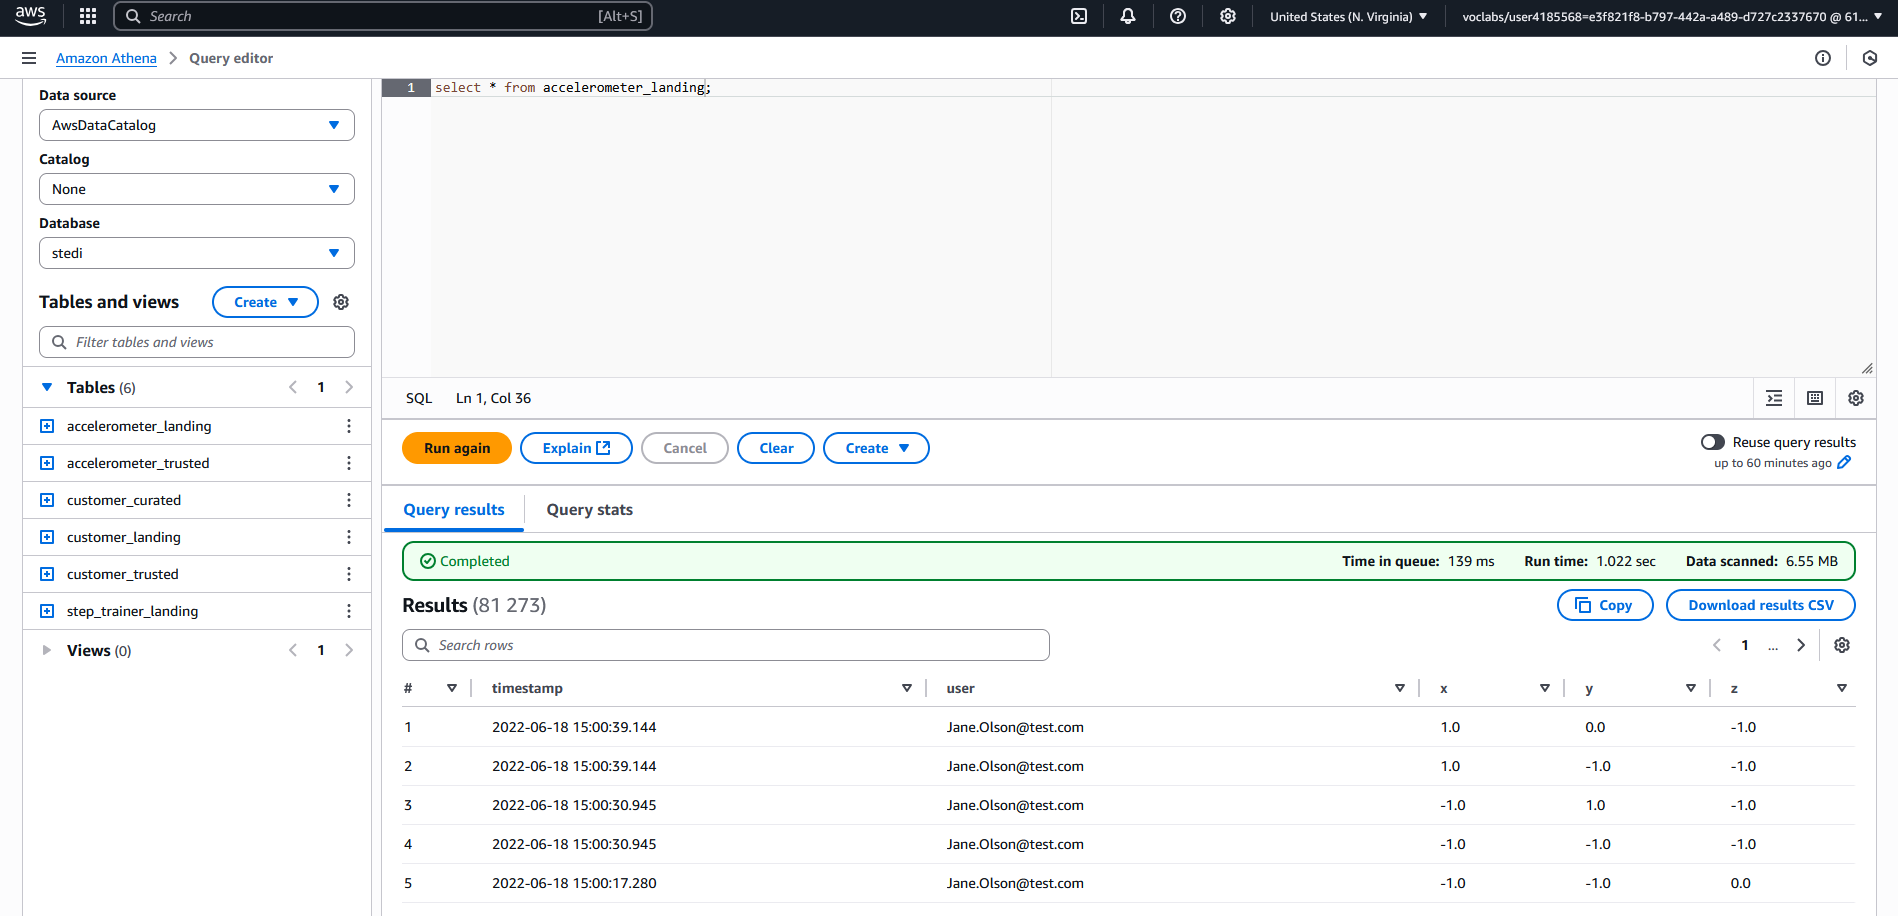 aws
Search [Alt+S]
United States (N. Virginia)
voclabs/user4185568=e3f821f8-b797-442a-a489-d727c2337670 @ 61...
Amazon Athena
Query editor
Data source
AwsDataCatalog
Catalog
None
Database
stedi
Tables and views
Create
Filter tables and views
Tables (6)
1
accelerometer_landing
accelerometer_trusted
customer_curated
customer_landing
customer_trusted
step_trainer_landing
Views (0)
1
1 select * from accelerometer_landing;
SQL Ln 1, Col 36
Run again
Explain
Cancel
Clear
Create
Reuse query results
up to 60 minutes ago
Query results
Query stats
Completed
Time in queue: 139 ms Run time: 1.022 sec Data scanned: 6.55 MB
Results (81 273)
Copy
Download results CSV
Search rows
1 ...
# timestamp user x y z
1 2022-06-18 15:00:39.144 Jane.Olson@test.com 1.0 0.0 -1.0
2 2022-06-18 15:00:39.144 Jane.Olson@test.com 1.0 -1.0 -1.0
3 2022-06-18 15:00:30.945 Jane.Olson@test.com -1.0 1.0 -1.0
4 2022-06-18 15:00:30.945 Jane.Olson@test.com -1.0 -1.0 -1.0
5 2022-06-18 15:00:17.280 Jane.Olson@test.com -1.0 -1.0 0.0